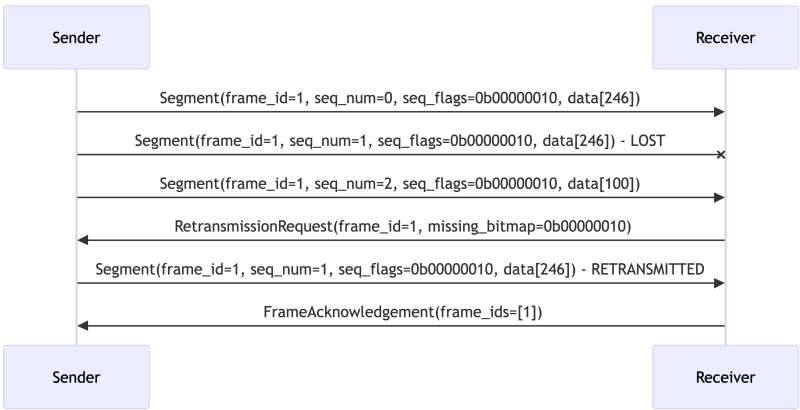 Sender
Receiver
Segment(frame_id=1, seq_num=0, seq_flags=0b00000010, data[246])
Segment(frame_id=1, seq_num=1, seq_flags=0b00000010, data[246]) - LOST
Segment(frame_id=1, seq_num=2, seq_flags=0b00000010, data[100])
RetransmissionRequest(frame_id=1, missing_bitmap=0b00000010)
Segment(frame_id=1, seq_num=1, seq_flags=0b00000010, data[246]) - RETRANSMITTED
FrameAcknowledgement(frame_ids=[1])
Sender
Receiver